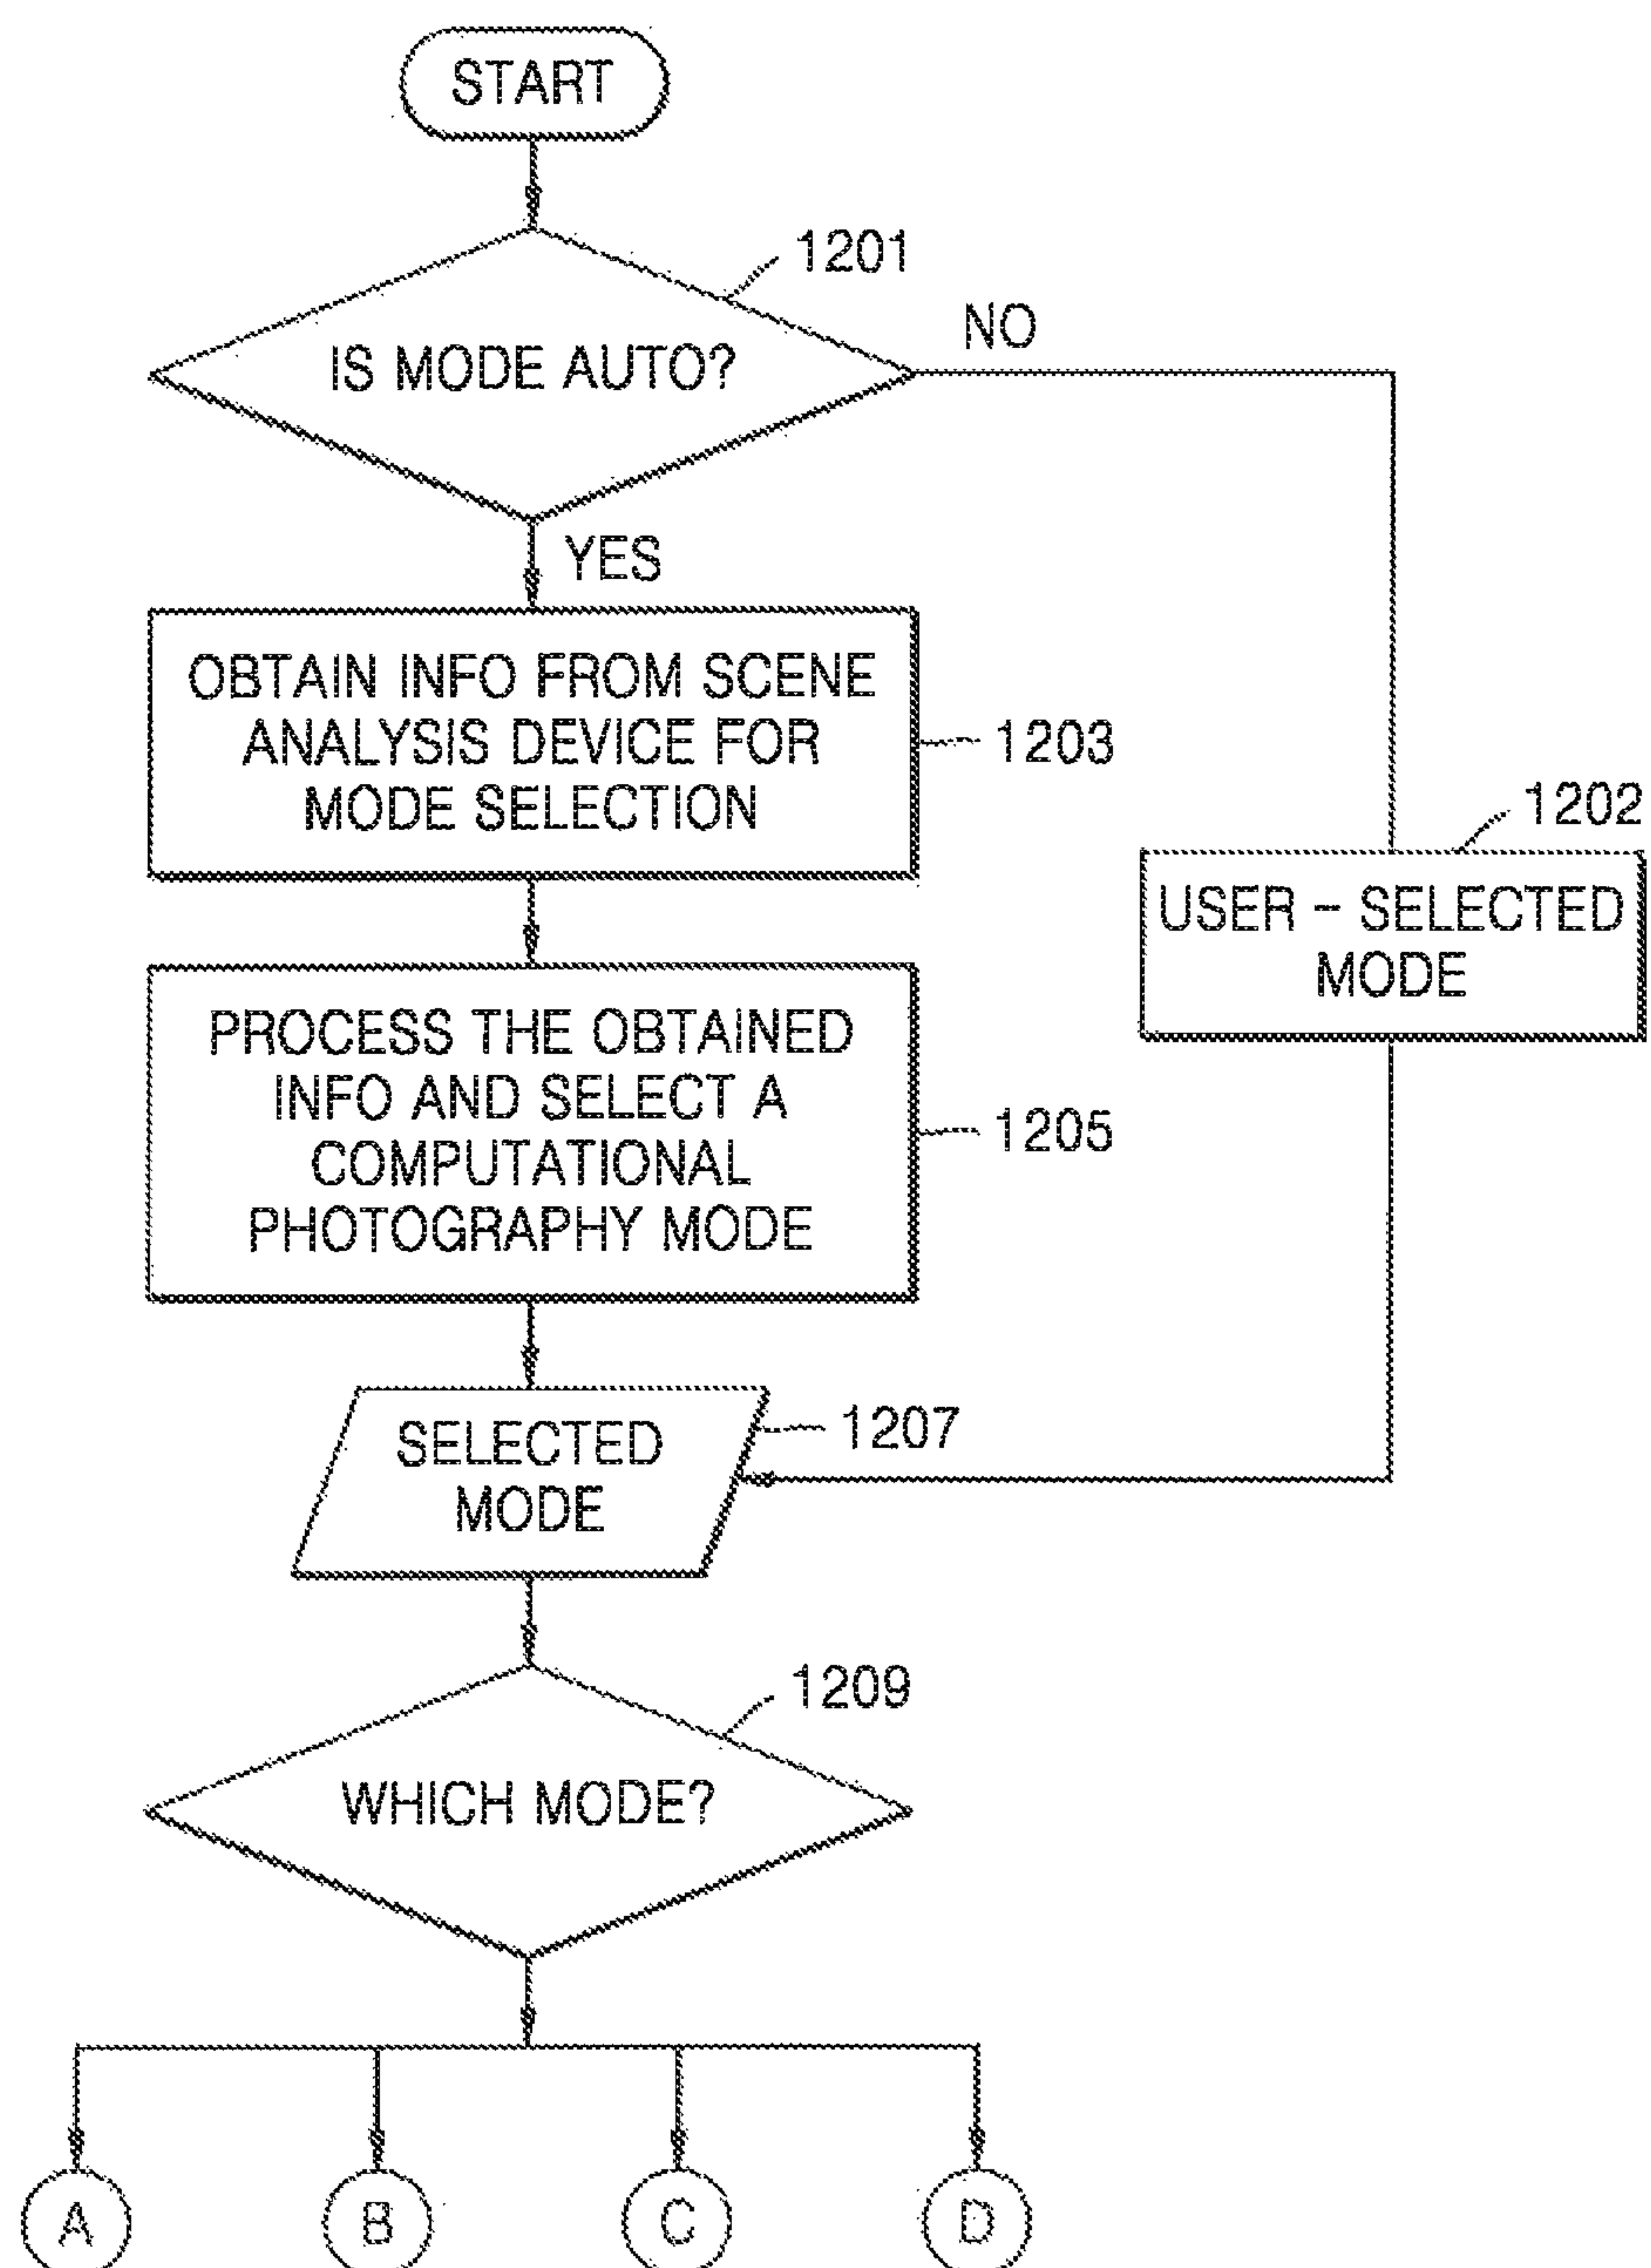 START
1201
IS MODE AUTO?
NO
YES
OBTAIN INFO FROM SCENE
ANALYSIS DEVICE FOR
MODE SELECTION
1203
1202
USER - SELECTED
MODE
PROCESS THE OBTAINED
INFO AND SELECT A
COMPUTATIONAL
PHOTOGRAPHY MODE
1205
SELECTED
MODE
1207
1209
WHICH MODE?
A
B
C
D